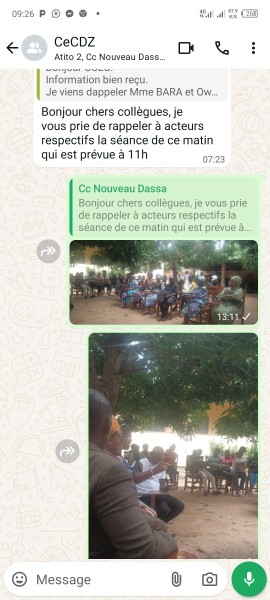 09:26
CeCDZ
Atito 2, Cc Nouveau Dass...
Information bien reçu.
Je viens dappeler Mme BARA et Ow...
Bonjour chers collègues, je
vous prie de rappeler à acteurs
respectifs la séance de ce matin
qui est prévue à 11h
07:23
Cc Nouveau Dassa
Bonjour chers collègues, je vous prie
de rappeler à acteurs respectifs la
séance de ce matin qui est prévue à...
13:11
Message